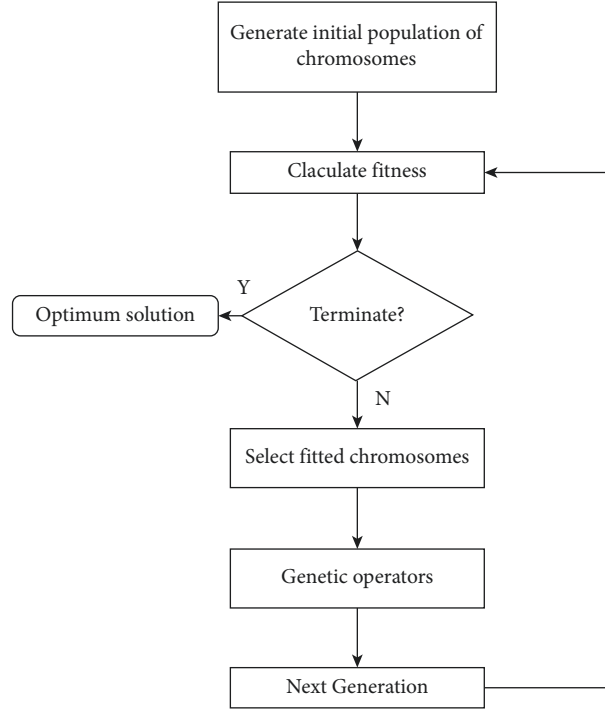 Generate initial population of
chromosomes
Claculate fitness
Y
Optimum solution
Terminate?
N
Select fitted chromosomes
Genetic operators
Next Generation